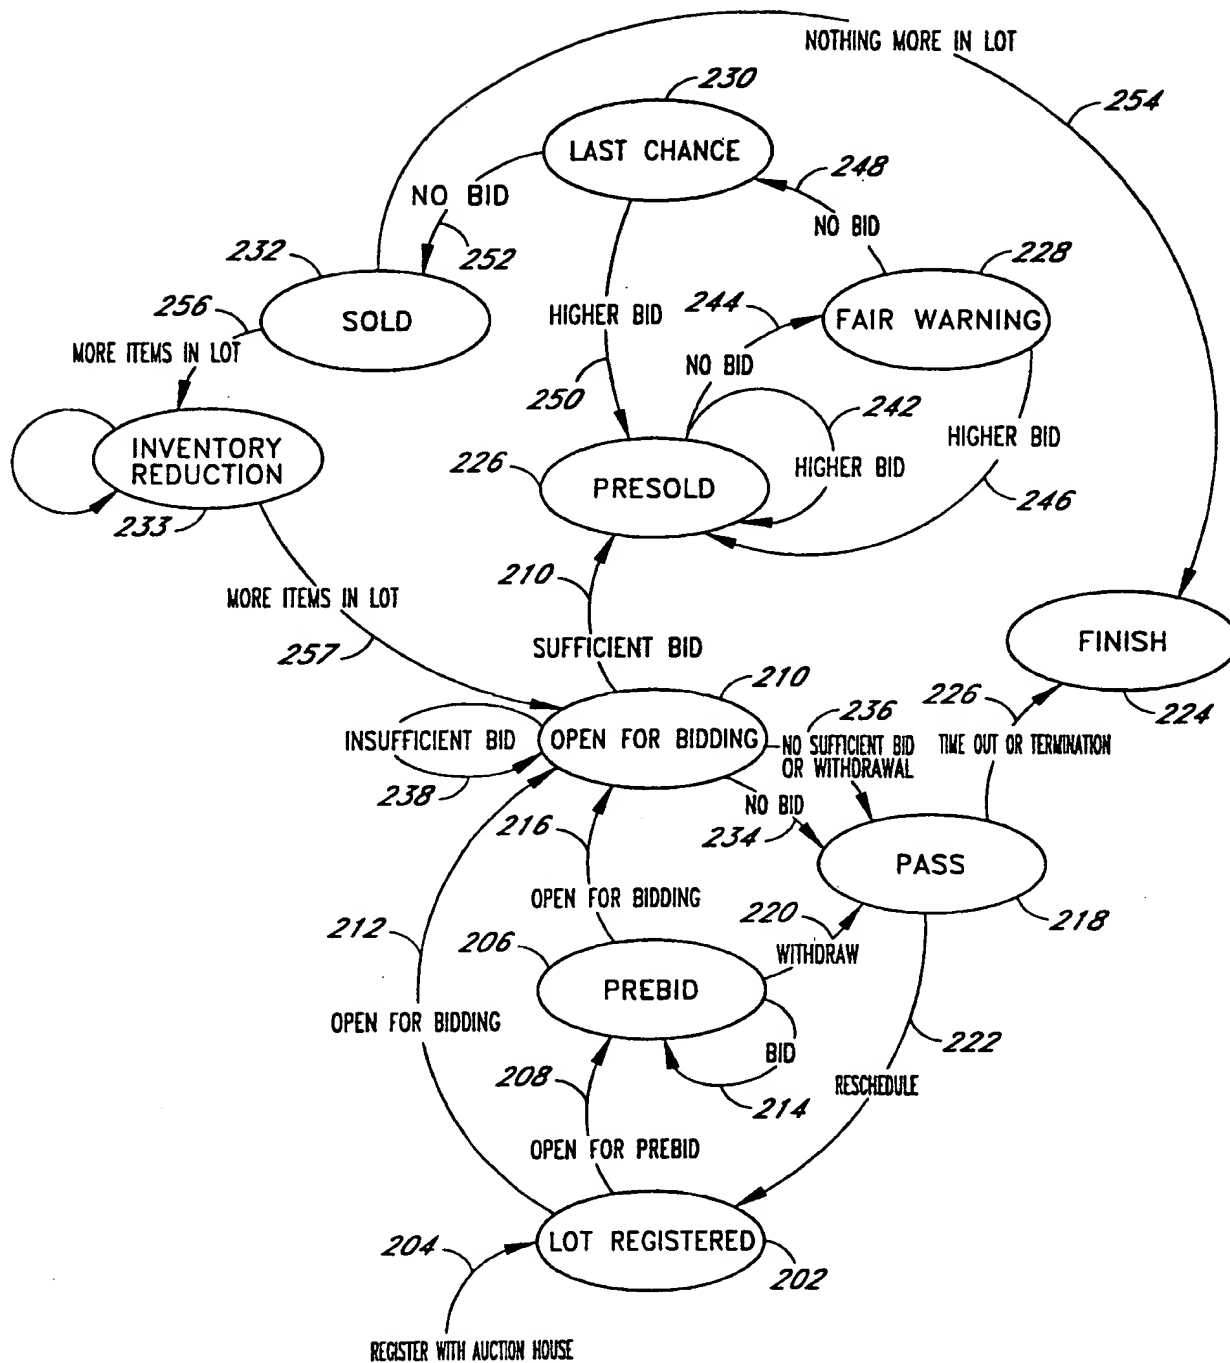 NOTHING MORE IN LOT
230
254
LAST CHANCE
248
NO BID
NO BID
232
252
228
256
SOLD
HIGHER BID
244
FAIR WARNING
MORE ITEMS IN LOT
NO BID
250
242
INVENTORY
REDUCTION
226
PRESOLD
HIGHER BID
HIGHER BID
246
233
210
MORE ITEMS IN LOT
SUFFICIENT BID
FINISH
257
210
226
224
236
INSUFFICIENT BID
OPEN FOR BIDDING
NO SUFFICIENT BID
OR WITHDRAWAL
TIME OUT OR TERMINATION
238
NO BID
216
234
PASS
OPEN FOR BIDDING
220
218
212
206
WITHDRAW
PREBID
OPEN FOR BIDDING
222
BID
208
214
RESCHEDULE
OPEN FOR PREBID
204
LOT REGISTERED
202
REGISTER WITH AUCTION HOUSE